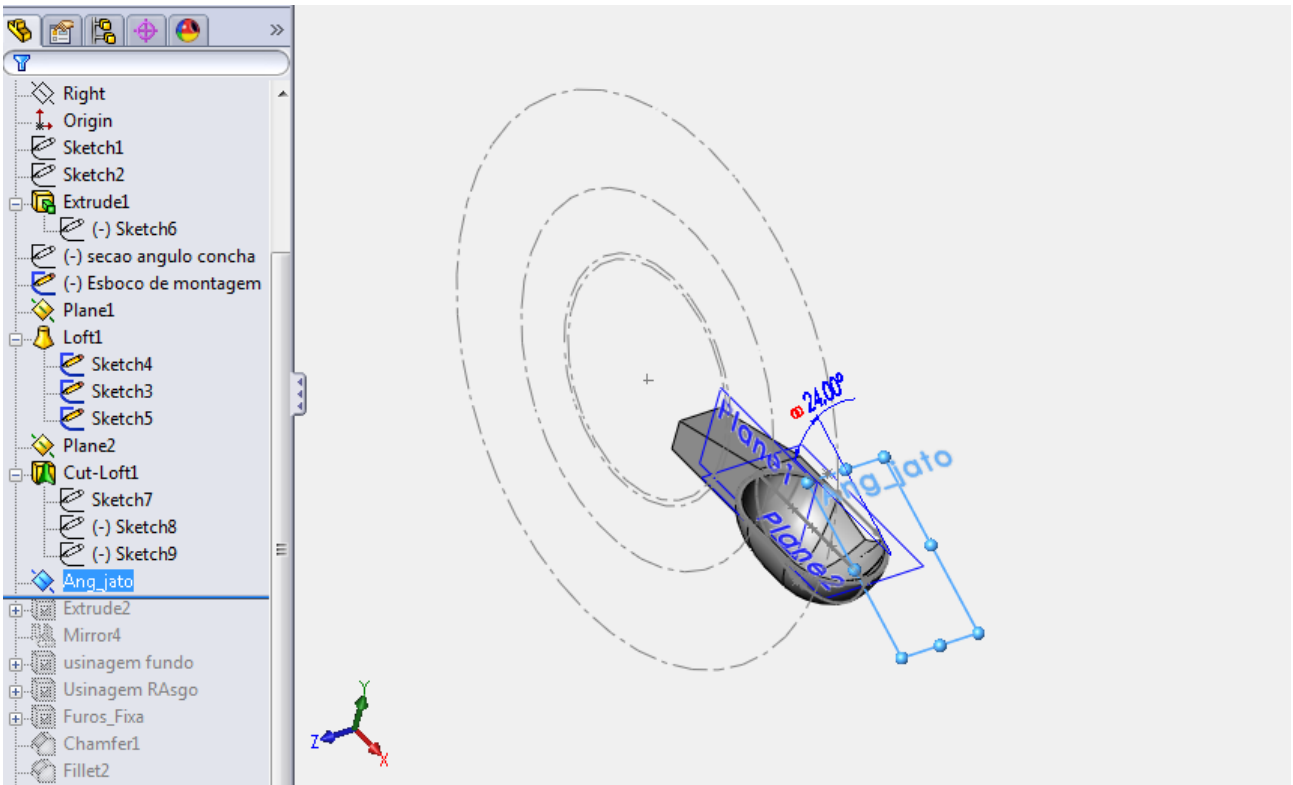 »
Right
Origin
Sketch1
Sketch2
Extrude1
(-) Sketch6
(-) secao angulo concha
(-) Esboco de montagem
Plane1
Loft1
Sketch4
Sketch3
Sketch5
Plane2
Cut-Loft1
Sketch7
(-) Sketch8
(-) Sketch9
Ang_jato
Extrude2
Mirror4
usinagem fundo
Usinagem RAsgo
Furos_Fixa
Chamfer1
Fillet2
24,00°
Plane1
Ang_jato
Plane2
Y
Z
X